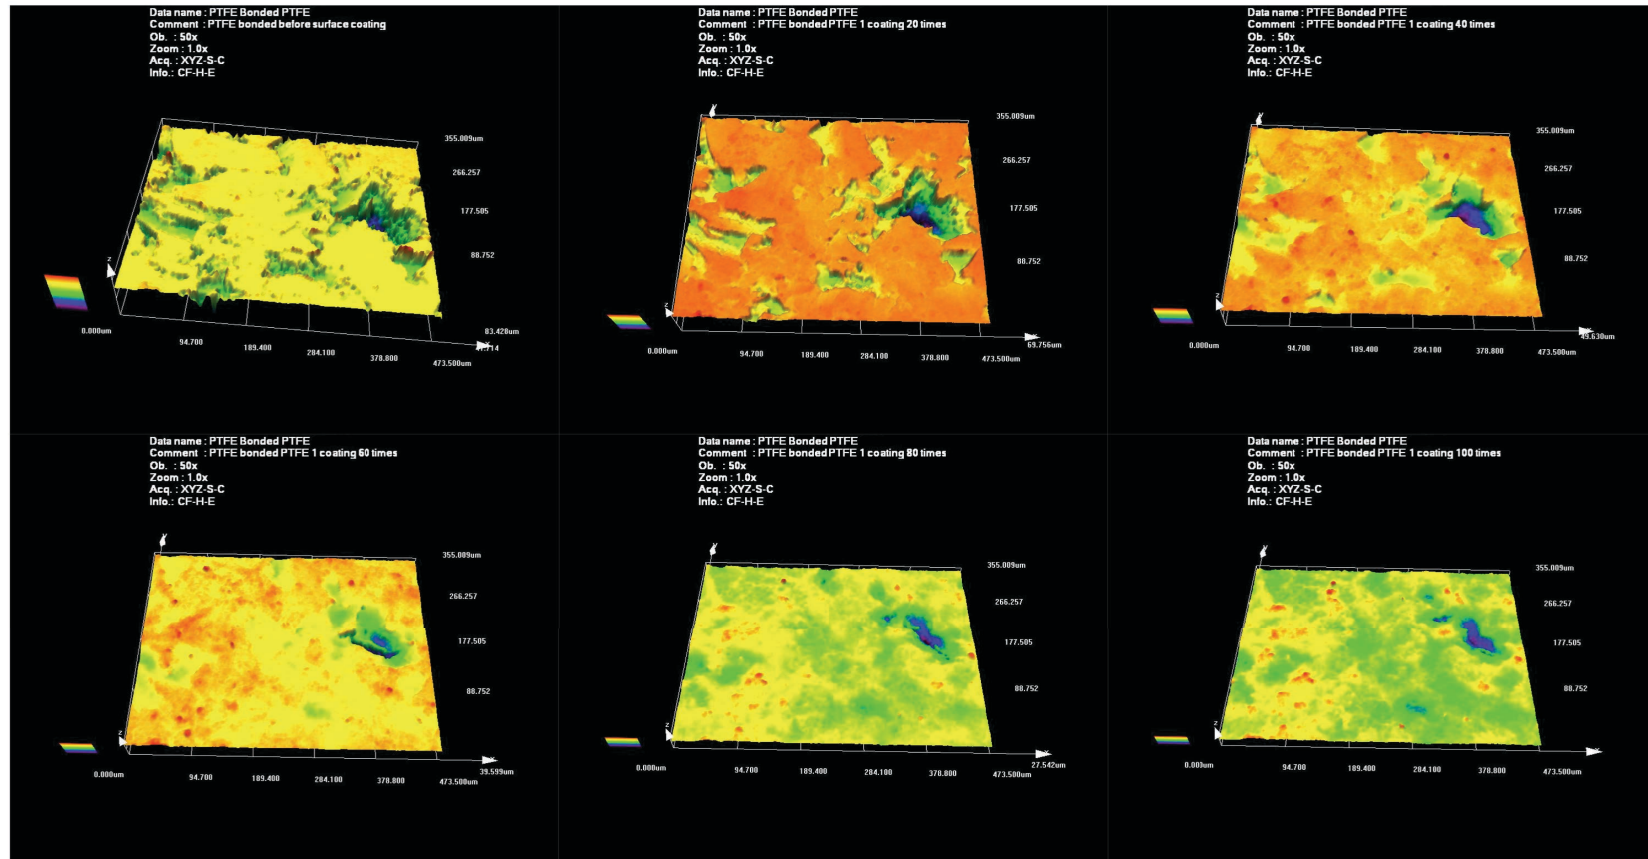 Data name : PTFE Bonded PTFE
Comment : PTFE bonded before surface coating
Ob. : 50x
Zoom : 1.0x
Acq. : XYZ-S-C
Info.: CF-H-E
355.009um
266.257
177.505
88.752
z
0.000um
94.700
189.400
284.100
378.800
473.500um
83.428um
Data name : PTFE Bonded PTFE
Comment : PTFE bonded PTFE 1 coating 20 times
Ob. : 50x
Zoom : 1.0x
Acq. : XYZ-S-C
Info.: CF-H-E
355.009um
266.257
177.505
88.752
z
0.000um
94.700
189.400
284.100
378.800
473.500um
69.756um
Data name : PTFE Bonded PTFE
Comment : PTFE bonded PTFE 1 coating 40 times
Ob. : 50x
Zoom : 1.0x
Acq. : XYZ-S-C
Info.: CF-H-E
355.009um
266.257
177.505
88.752
z
0.000um
94.700
189.400
284.100
378.800
473.500um
49.630um
Data name : PTFE Bonded PTFE
Comment : PTFE bonded PTFE 1 coating 60 times
Ob. : 50x
Zoom : 1.0x
Acq. : XYZ-S-C
Info.: CF-H-E
355.009um
266.257
177.505
88.752
z
0.000um
94.700
189.400
284.100
378.800
473.500um
39.599um
Data name : PTFE Bonded PTFE
Comment : PTFE bonded PTFE 1 coating 80 times
Ob. : 50x
Zoom : 1.0x
Acq. : XYZ-S-C
Info.: CF-H-E
355.009um
266.257
177.505
88.752
z
0.000um
94.700
189.400
284.100
378.800
473.500um
27.542um
Data name : PTFE Bonded PTFE
Comment : PTFE bonded PTFE 1 coating 100 times
Ob. : 50x
Zoom : 1.0x
Acq. : XYZ-S-C
Info.: CF-H-E
355.009um
266.257
177.505
88.752
z
0.000um
94.700
189.400
284.100
378.800
473.500um